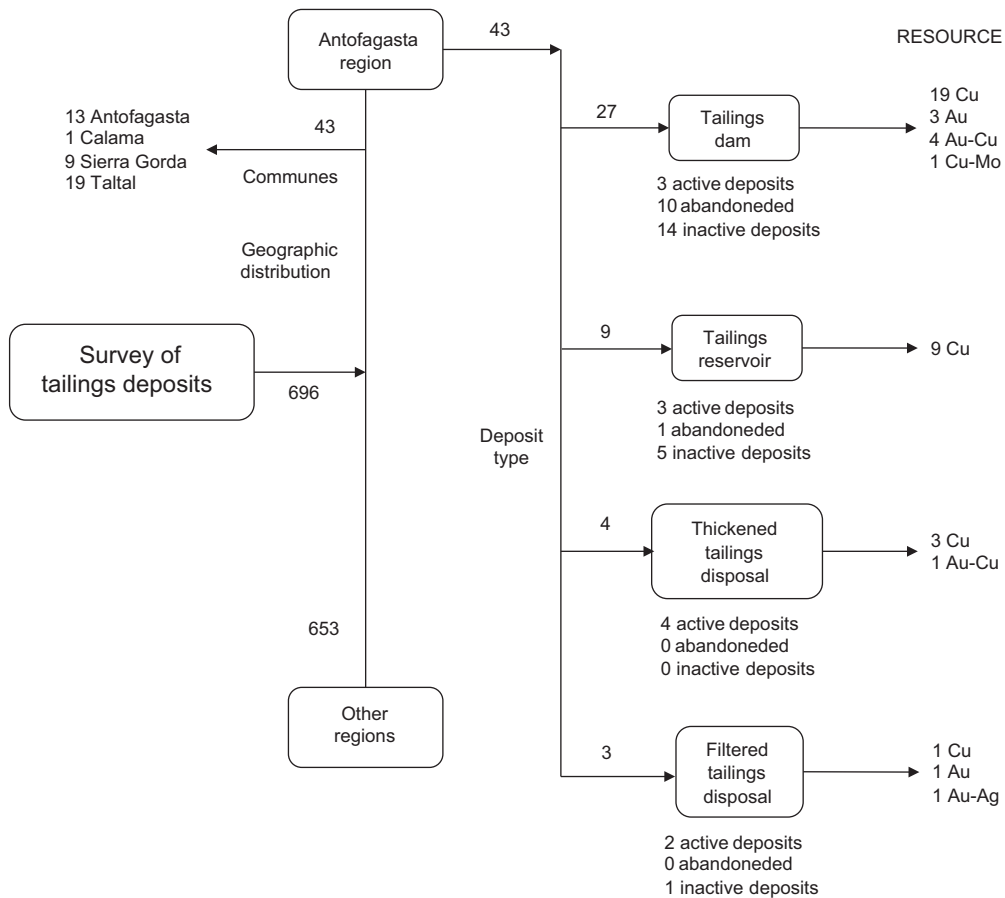 Antofagasta
region
43
RESOURCE
13 Antofagasta
1 Calama
9 Sierra Gorda
19 Taltal
43
Communes
Geographic
distribution
Survey of
tailings deposits
696
653
Other
regions
Deposit
type
27
Tailings
dam
3 active deposits
10 abandoneded
14 inactive deposits
19 Cu
3 Au
4 Au-Cu
1 Cu-Mo
9
Tailings
reservoir
3 active deposits
1 abandoneded
5 inactive deposits
9 Cu
4
Thickened
tailings
disposal
4 active deposits
0 abandoneded
0 inactive deposits
3 Cu
1 Au-Cu
3
Filtered
tailings
disposal
2 active deposits
0 abandoneded
1 inactive deposits
1 Cu
1 Au
1 Au-Ag